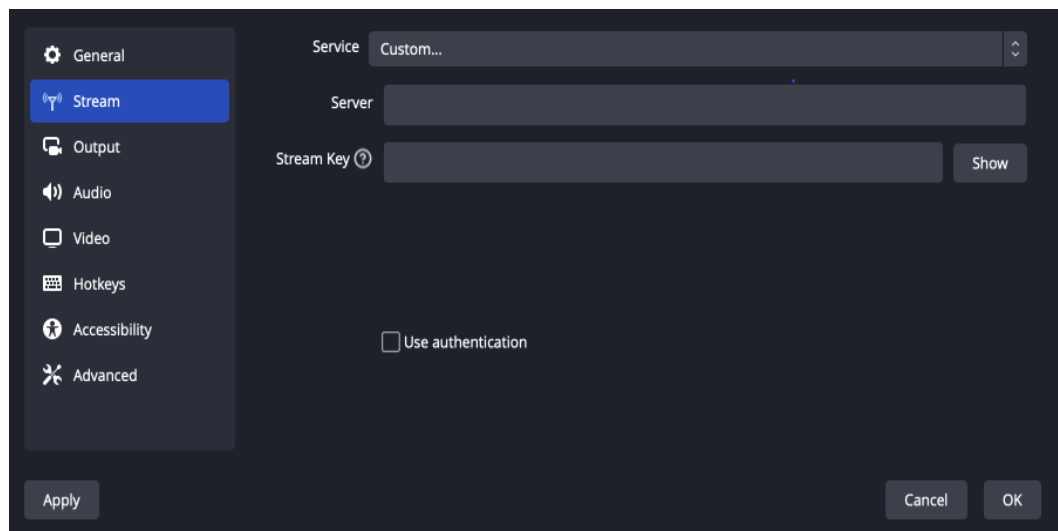 General
Stream
Output
Audio
Video
Hotkeys
Accessibility
Advanced
Service Custom...
Server
Stream Key ? Show
Use authentication
Apply Cancel OK